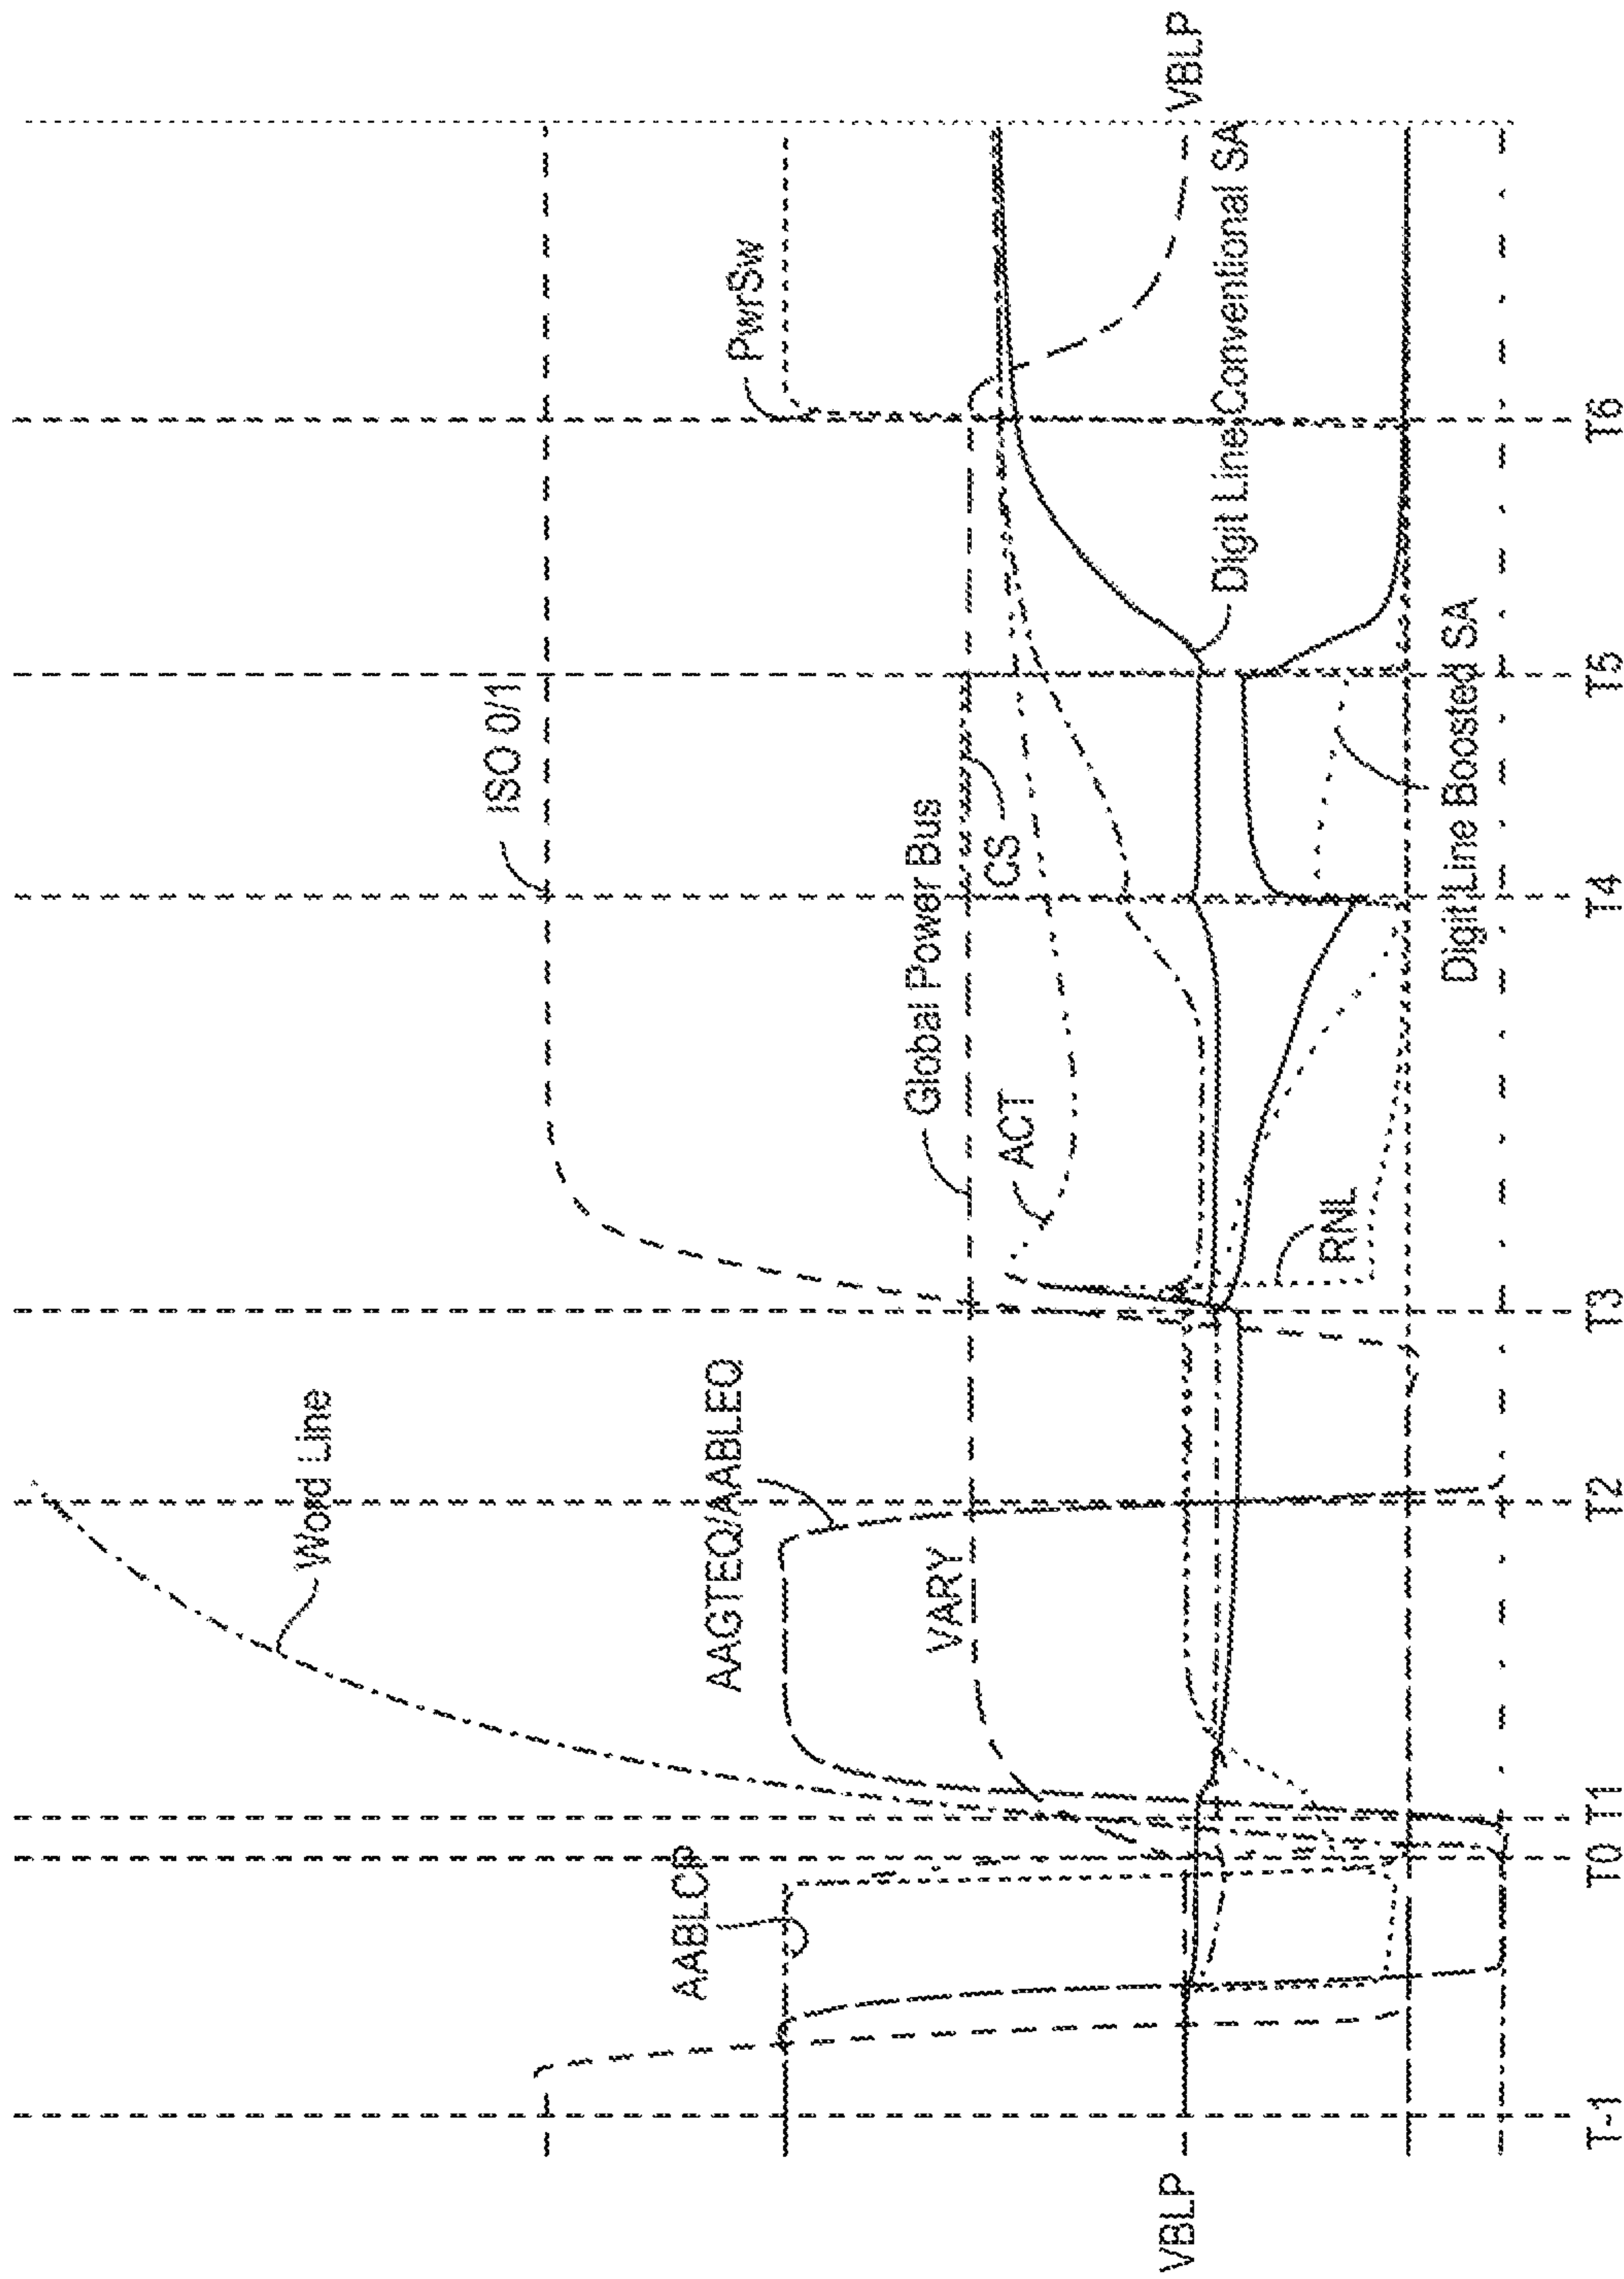 Word Line
ISO 0/1
AABLCP
AAGTEQ/AABLEQ
PwrSw
VARY
Global Power Bus
ACT
CS
VBLP
VBLP
Digit Line Conventional SA
RNL
Digit Line Boosted SA
T-1
T0
T1
T2
T3
T4
T5
T6